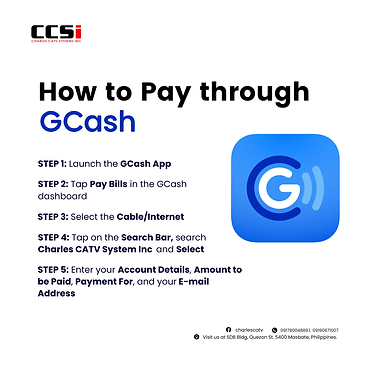 CCSi
CHARLES CATV SYSTEMS INC
How to Pay through
GCash
STEP 1: Launch the GCash App
STEP 2: Tap Pay Bills in the GCash
dashboard
STEP 3: Select the Cable/Internet
STEP 4: Tap on the Search Bar, search
Charles CATV System Inc and Select
STEP 5: Enter your Account Details, Amount to
be Paid, Payment For, and your E-mail
Address
G
charlescatv
Visit us at SDB Bldg, Quezon St. 5400 Masbate, Philippines.